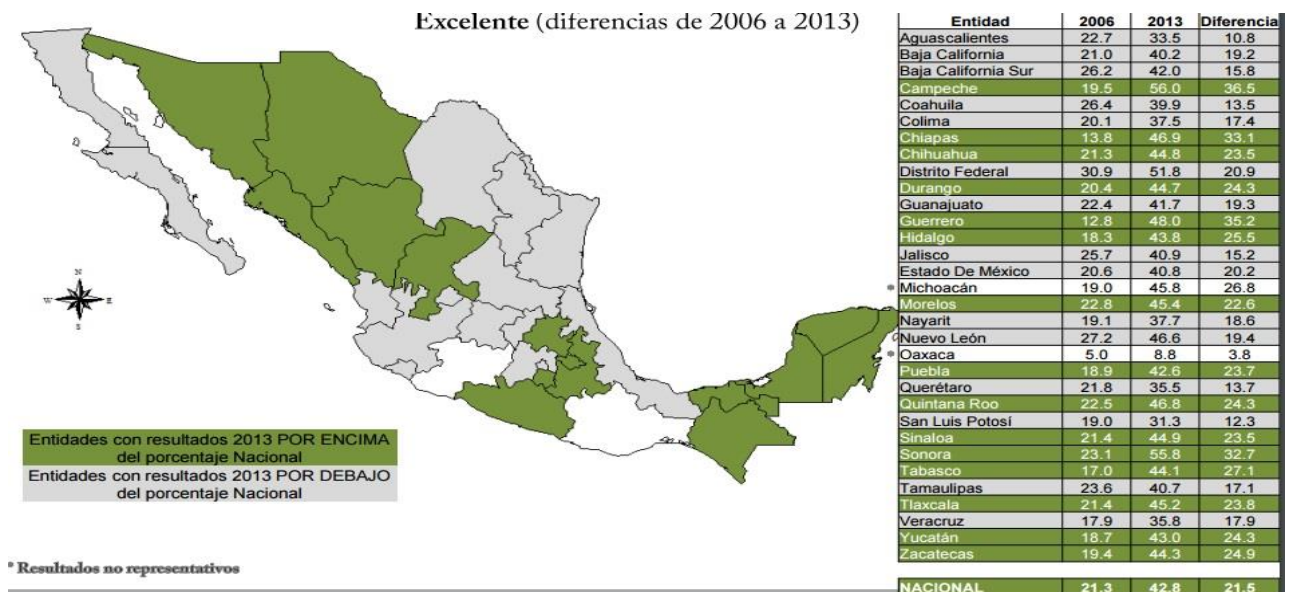 Excelente (diferencias de 2006 a 2013)
N
W E
S
Entidades con resultados 2013 POR ENCIMA
del porcentaje Nacional
Entidades con resultados 2013 POR DEBAJO
del porcentaje Nacional
* Resultados no representativos
Entidad 2006 2013 Diferencia
Aguascalientes 22.7 33.5 10.8
Baja California 21.0 40.2 19.2
Baja California Sur 26.2 42.0 15.8
Campeche 19.5 56.0 36.5
Coahuila 26.4 39.9 13.5
Colima 20.1 37.5 17.4
Chiapas 13.8 46.9 33.1
Chihuahua 21.3 44.8 23.5
Distrito Federal 30.9 51.8 20.9
Durango 20.4 44.7 24.3
Guanajuato 22.4 41.7 19.3
Guerrero 12.8 48.0 35.2
Hidalgo 18.3 43.8 25.5
Jalisco 25.7 40.9 15.2
Estado De México 20.6 40.8 20.2
* Michoacán 19.0 45.8 26.8
Morelos 22.8 45.4 22.6
Nayarit 19.1 37.7 18.6
Nuevo León 27.2 46.6 19.4
* Oaxaca 5.0 8.8 3.8
Puebla 18.9 42.6 23.7
Querétaro 21.8 35.5 13.7
Quintana Roo 22.5 46.8 24.3
San Luis Potosí 19.0 31.3 12.3
Sinaloa 21.4 44.9 23.5
Sonora 23.1 55.8 32.7
Tabasco 17.0 44.1 27.1
Tamaulipas 23.6 40.7 17.1
Tlaxcala 21.4 45.2 23.8
Veracruz 17.9 35.8 17.9
Yucatán 18.7 43.0 24.3
Zacatecas 19.4 44.3 24.9
NACIONAL 21.3 42.8 21.5